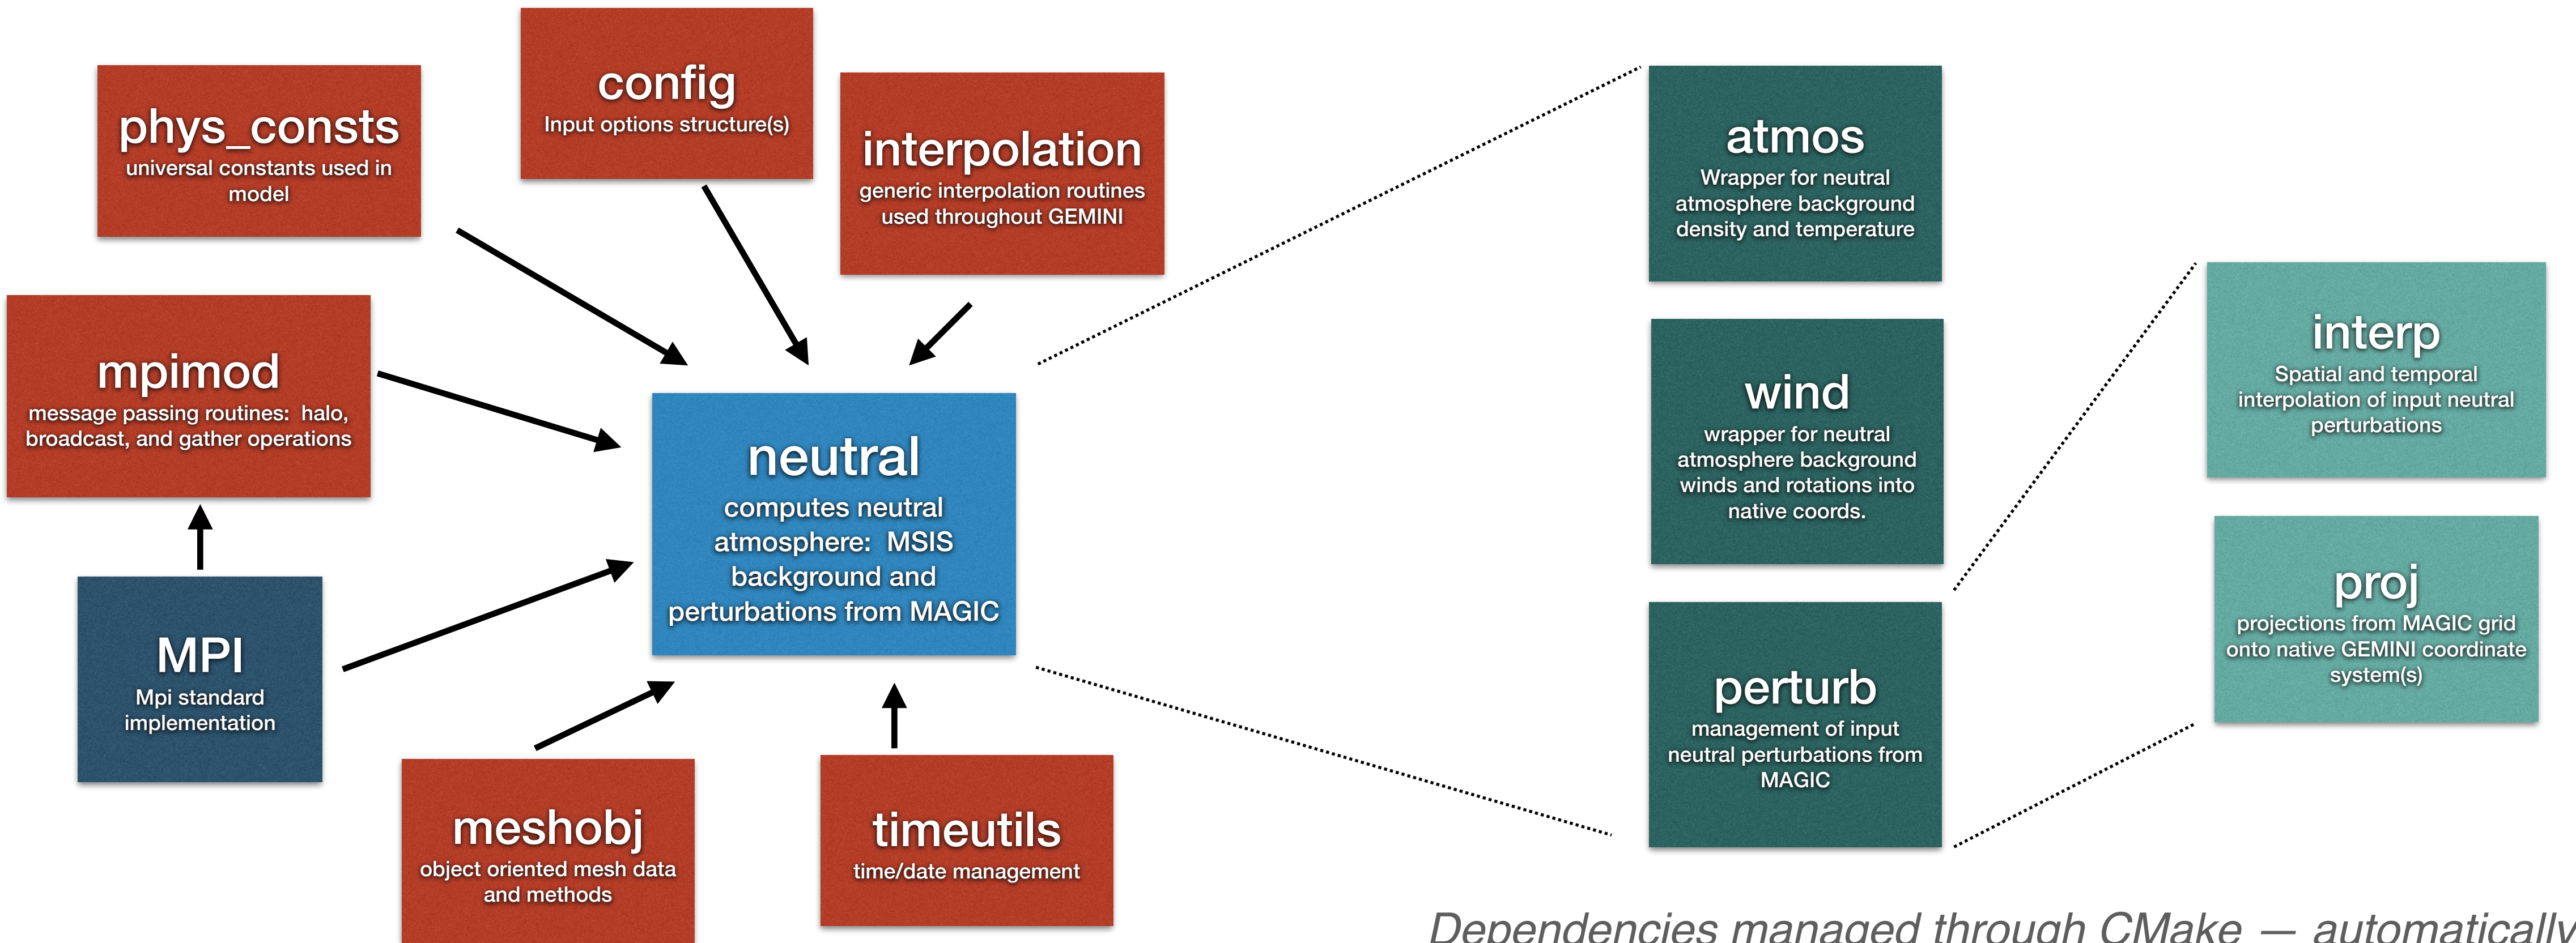 config
Input options structure(s)
phys_consts
universal constants used in
model
interpolation
generic interpolation routines
used throughout GEMINI
mpimod
message passing routines:  halo,
broadcast, and gather operations
neutral
computes neutral
atmosphere:  MSIS
background and
perturbations from MAGIC
MPI
Mpi standard
implementation
meshobj
object oriented mesh data
and methods
timeutils
time/date management
atmos
Wrapper for neutral
atmosphere background
density and temperature
wind
wrapper for neutral
atmosphere background
winds and rotations into
native coords.
perturb
management of input
neutral perturbations from
MAGIC
interp
Spatial and temporal
interpolation of input neutral
perturbations
proj
projections from MAGIC grid
onto native GEMINI coordinate
system(s)
Dependencies managed through CMake — automatically